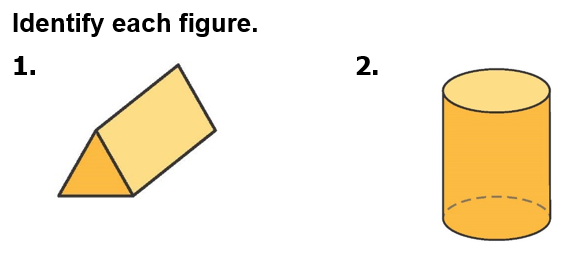 Identify each figure.
1. 2.